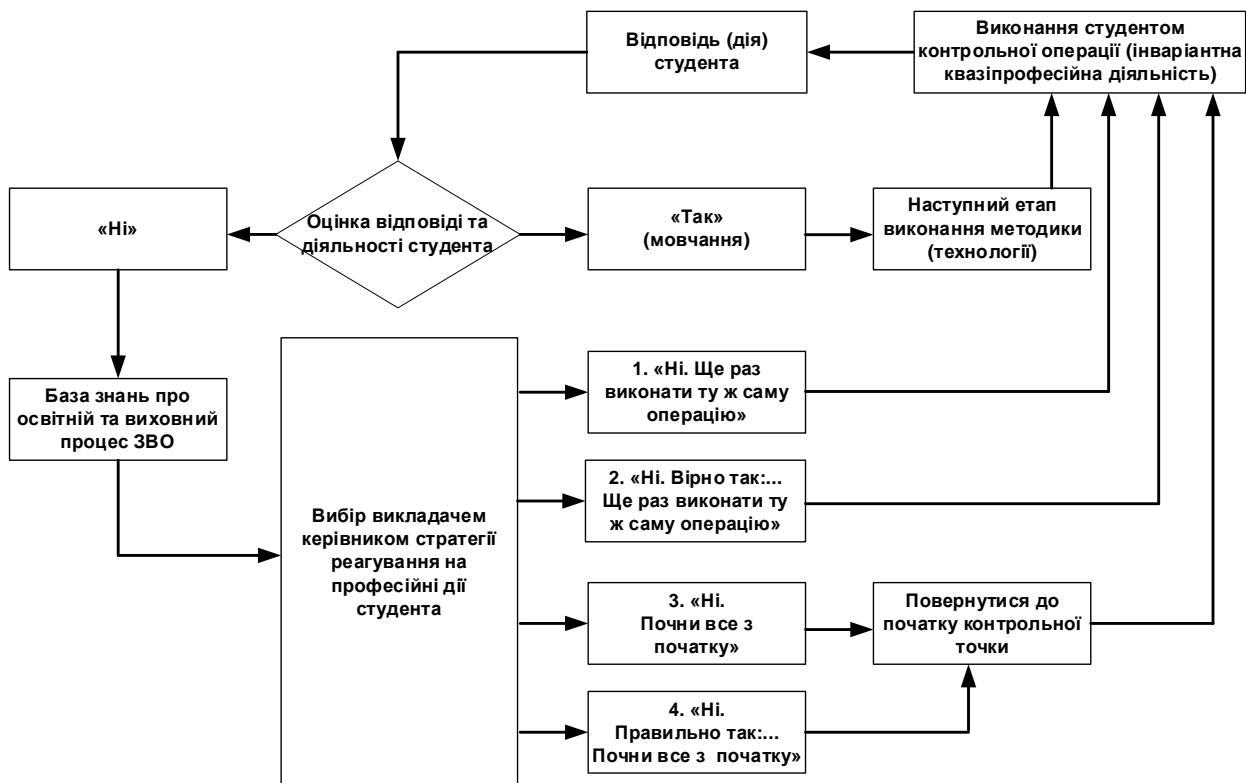 Відповідь (дія)
студента
Виконання студентом
контрольної операції (інваріантна
квазіпрофесійна діяльність)
«Ні»
Оцінка відповіді та
діяльності студента
«Так»
(мовчання)
Наступний етап
виконання методики
(технології)
База знань про
освітній та виховний
процес ЗВО
Вибір викладачем
керівником стратегії
реагування на
професійні дії
студента
1. «Ні. Ще раз
виконати ту ж саму
операцію»
2. «Ні. Вірно так:...
Ще раз виконати ту
ж саму операцію»
3. «Ні.
Почни все з
початку»
Повернутися до
початку контрольної
точки
4. «Ні.
Правильно так:...
Почни все з початку»